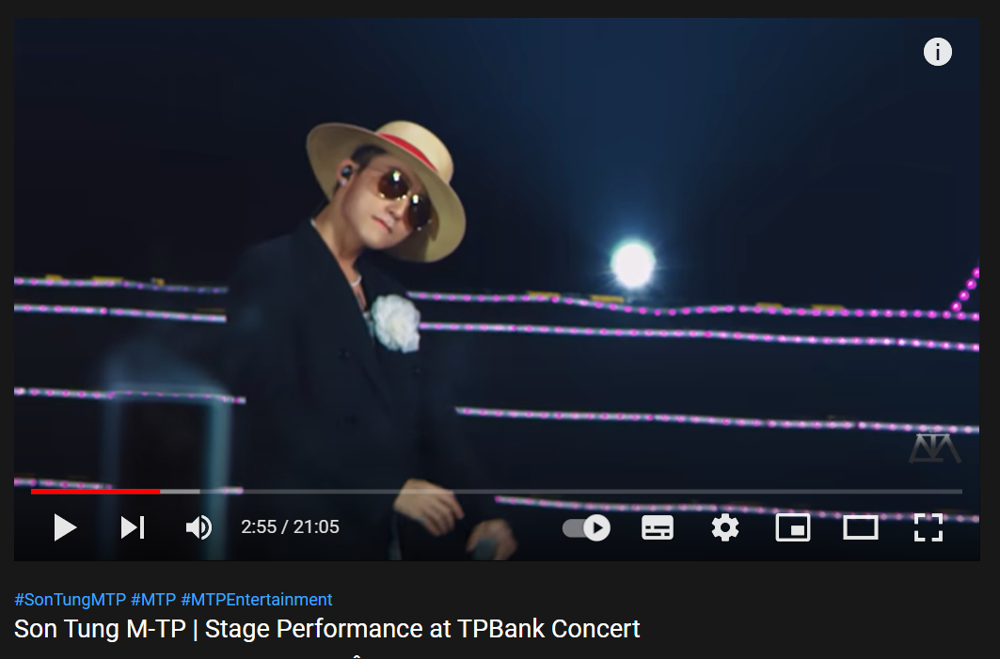 2:55 / 21:05
#SonTungMTP #MTP #MTPEntertainment
Son Tung M-TP | Stage Performance at TPBank Concert